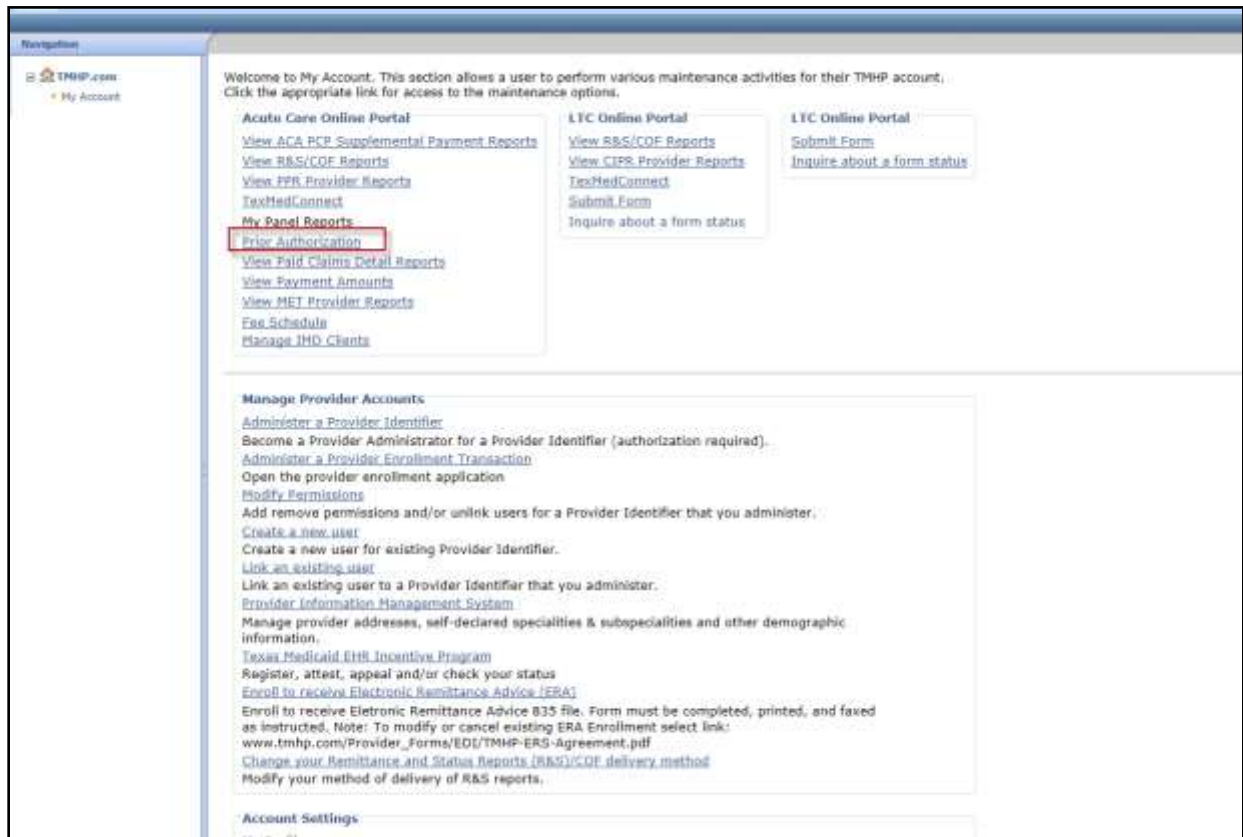 Navigation
TMHP.com
My Account
Welcome to My Account. This section allows a user to perform various maintenance activities for their TMHP account.
Click the appropriate link for access to the maintenance options.
Acute Care Online Portal
View ACA PCP Supplemental Payment Reports
View R&S/COF Reports
View PPR Provider Reports
TexMedConnect
My Panel Reports
Prior Authorization
View Paid Claims Detail Reports
View Payment Amounts
View MET Provider Reports
Fee Schedule
Manage IMD Clients
LTC Online Portal
View R&S/COF Reports
View CIPR Provider Reports
TexMedConnect
Submit Form
Inquire about a form status
LTC Online Portal
Submit Form
Inquire about a form status
Manage Provider Accounts
Administer a Provider Identifier
Become a Provider Administrator for a Provider Identifier (authorization required).
Administer a Provider Enrollment Transaction
Open the provider enrollment application
Modify Permissions
Add remove permissions and/or unlink users for a Provider Identifier that you administer.
Create a new user
Create a new user for existing Provider Identifier.
Link an existing user
Link an existing user to a Provider Identifier that you administer.
Provider Information Management System
Manage provider addresses, self-declared specialities & subspecialities and other demographic
information.
Texas Medicaid EHR Incentive Program
Register, attest, appeal and/or check your status
Enroll to receive Electronic Remittance Advice (ERA)
Enroll to receive Eletronic Remittance Advice 835 file. Form must be completed, printed, and faxed
as instructed. Note: To modify or cancel existing ERA Enrollment select link:
www.tmhp.com/Provider_Forms/EDI/TMHP-ERS-Agreement.pdf
Change your Remittance and Status Reports (R&S)/COF delivery method
Modify your method of delivery of R&S reports.
Account Settings